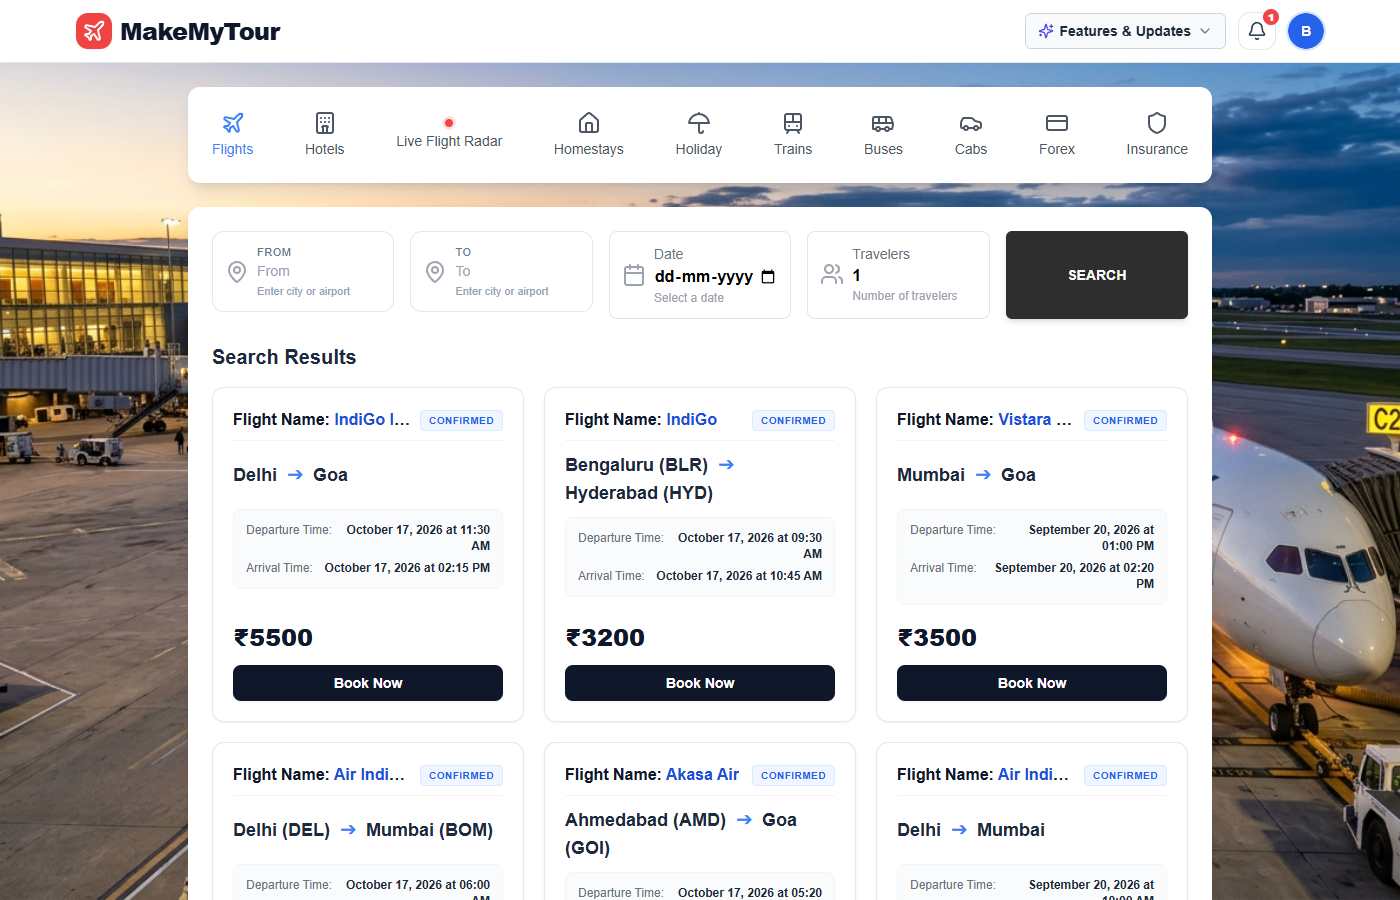 MakeMyTour
Features & Updates
1
B
Flights
Hotels
Live Flight Radar
Homestays
Holiday
Trains
Buses
Cabs
Forex
Insurance
FROM
From
Enter city or airport
TO
To
Enter city or airport
Date
dd-mm-yyyy
Select a date
Travelers
1
Number of travelers
SEARCH
Search Results
Flight Name: IndiGo I... CONFIRMED
Delhi → Goa
Departure Time: October 17, 2026 at 11:30
AM
Arrival Time: October 17, 2026 at 02:15 PM
₹5500
Book Now
Flight Name: IndiGo CONFIRMED
Bengaluru (BLR) →
Hyderabad (HYD)
Departure Time: October 17, 2026 at 09:30
AM
Arrival Time: October 17, 2026 at 10:45 AM
₹3200
Book Now
Flight Name: Vistara ... CONFIRMED
Mumbai → Goa
Departure Time: September 20, 2026 at
01:00 PM
Arrival Time: September 20, 2026 at 02:20
PM
₹3500
Book Now
Flight Name: Air Indi... CONFIRMED
Delhi (DEL) → Mumbai (BOM)
Departure Time: October 17, 2026 at 06:00
AM
Flight Name: Akasa Air CONFIRMED
Ahmedabad (AMD) → Goa
(GOI)
Departure Time: October 17, 2026 at 05:20
Flight Name: Air Indi... CONFIRMED
Delhi → Mumbai
Departure Time: September 20, 2026 at
10:00 AM
C2